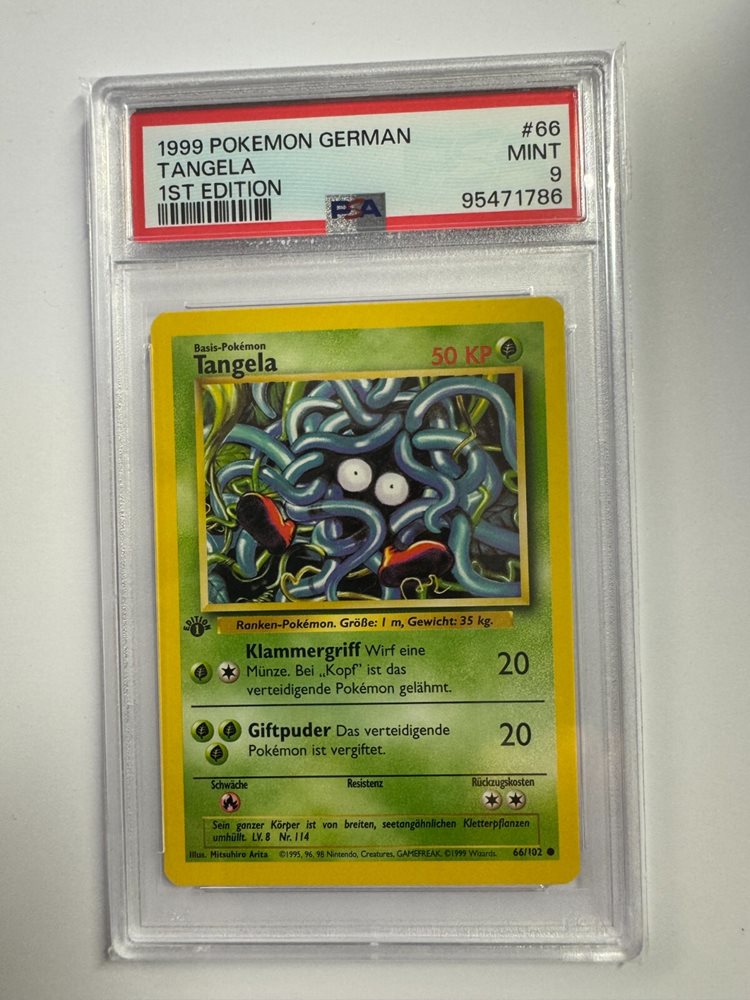 1999 POKEMON GERMAN #66
TANGELA MINT
1ST EDITION 9
PSA 95471786
Basis-Pokémon
Tangela 50 KP
EDITION 1
Ranken-Pokémon. Größe: 1 m, Gewicht: 35 kg.
Klammergriff Wirf eine
Münze. Bei „Kopf” ist das
verteidigende Pokémon gelähmt.
20
Giftpuder Das verteidigende
Pokémon ist vergiftet.
20
Schwäche Resistenz Rückzugskosten
Sein ganzer Körper ist von breiten, seetangähnlichen Kletterpflanzen
umhüllt. LV. 8 Nr. 114
Illus. Mitsuhiro Arita ©1995, 96, 98 Nintendo, Creatures, GAMEFREAK. ©1999 Wizards. 66/102